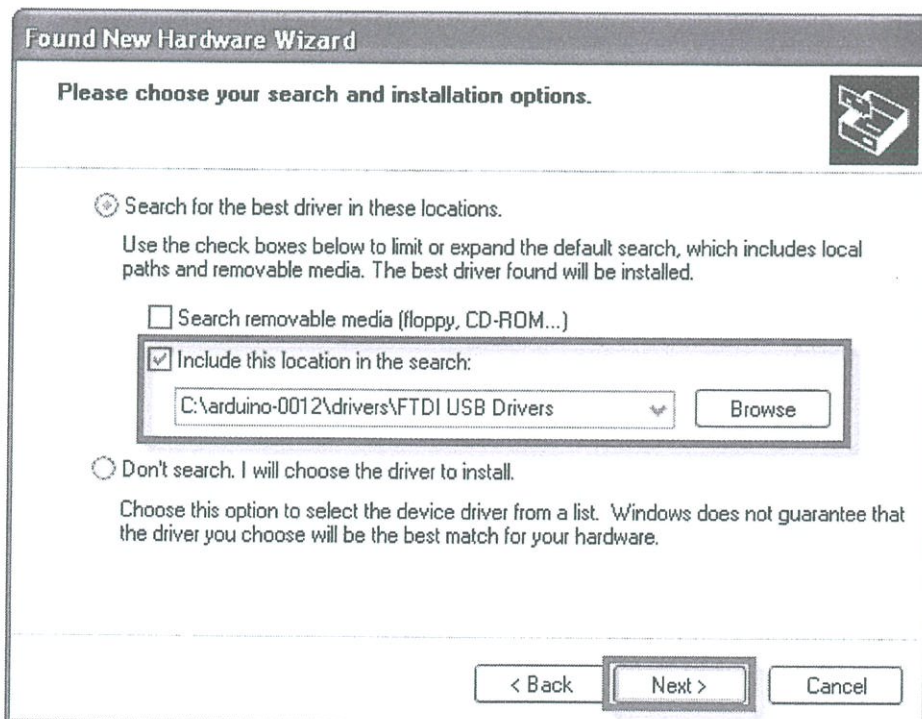 Found New Hardware Wizard
Please choose your search and installation options.
Search for the best driver in these locations.
Use the check boxes below to limit or expand the default search, which includes local
paths and removable media. The best driver found will be installed.
Search removable media (floppy, CD-ROM...)
Include this location in the search:
C:\arduino-0012\drivers\FTDI USB Drivers
Browse
Don't search. I will choose the driver to install.
Choose this option to select the device driver from a list. Windows does not guarantee that
the driver you choose will be the best match for your hardware.
< Back
Next >
Cancel